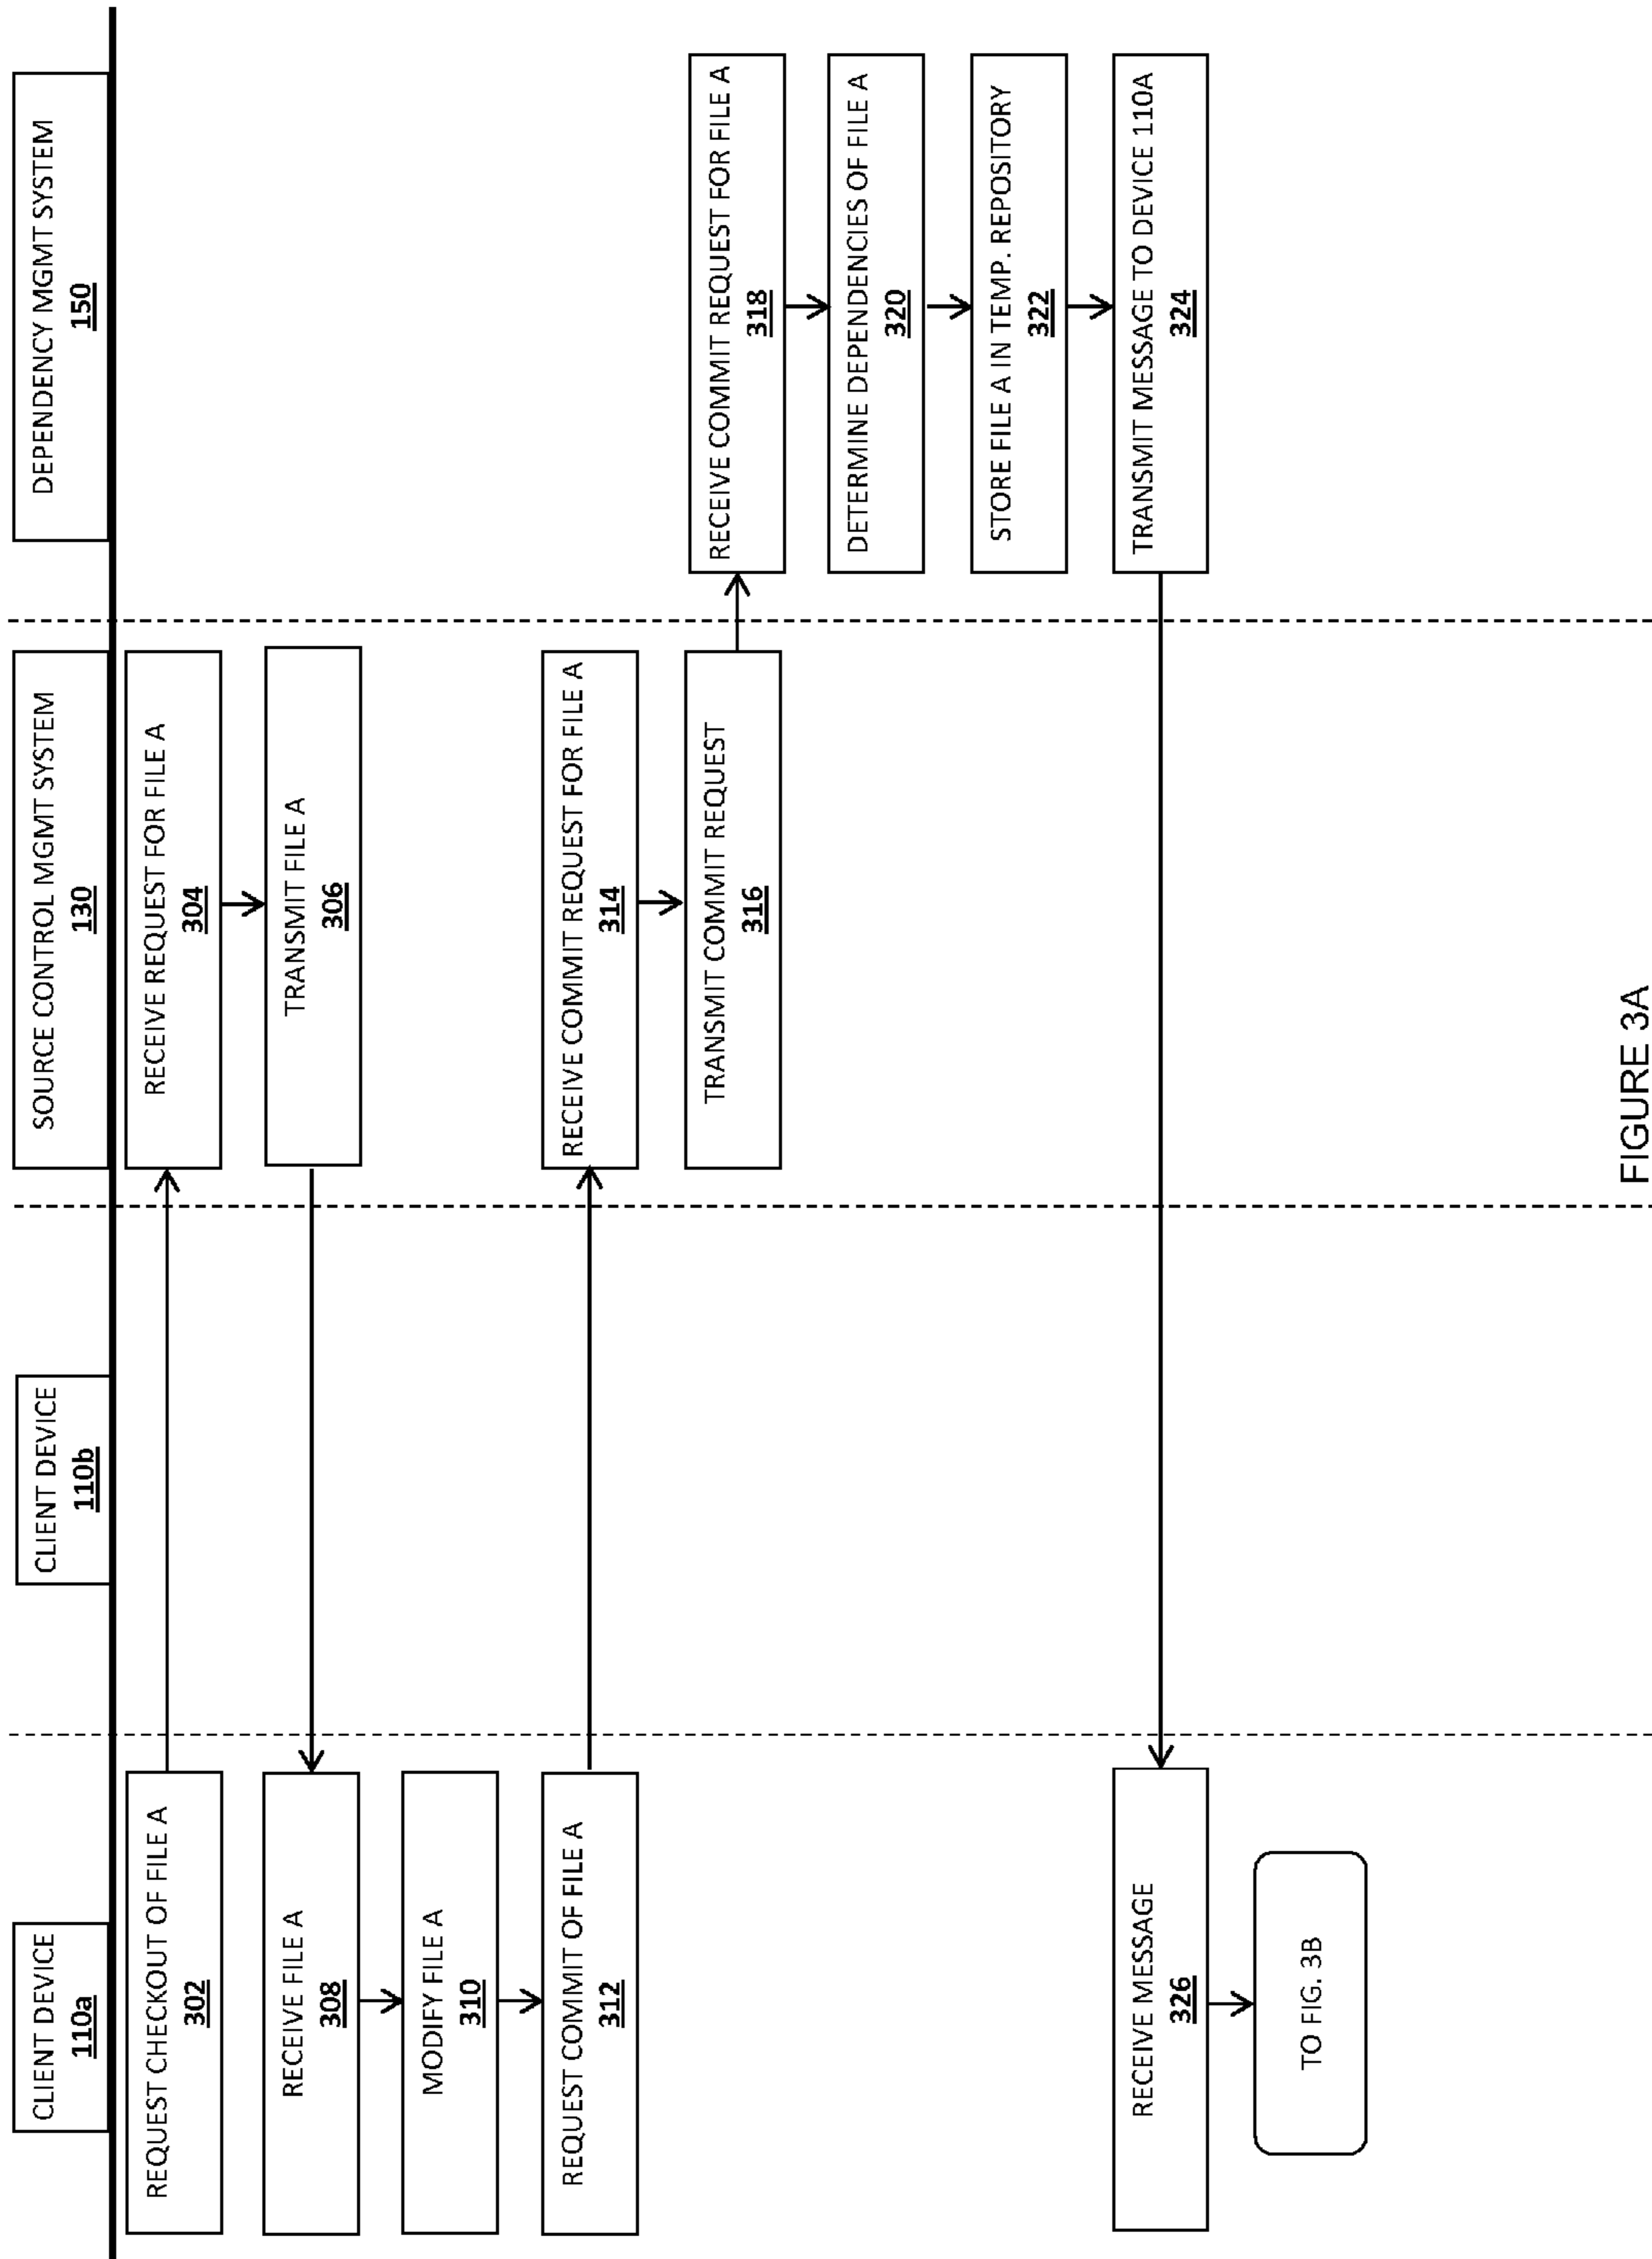 CLIENT DEVICE
110a
CLIENT DEVICE
110b
SOURCE CONTROL MGMT SYSTEM
130
DEPENDENCY MGMT SYSTEM
150
REQUEST CHECKOUT OF FILE A
302
RECEIVE REQUEST FOR FILE A
304
TRANSMIT FILE A
306
RECEIVE FILE A
308
MODIFY FILE A
310
REQUEST COMMIT OF FILE A
312
RECEIVE COMMIT REQUEST FOR FILE A
314
TRANSMIT COMMIT REQUEST
316
RECEIVE COMMIT REQUEST FOR FILE A
318
DETERMINE DEPENDENCIES OF FILE A
320
STORE FILE A IN TEMP. REPOSITORY
322
TRANSMIT MESSAGE TO DEVICE 110A
324
RECEIVE MESSAGE
326
TO FIG. 3B
FIGURE 3A